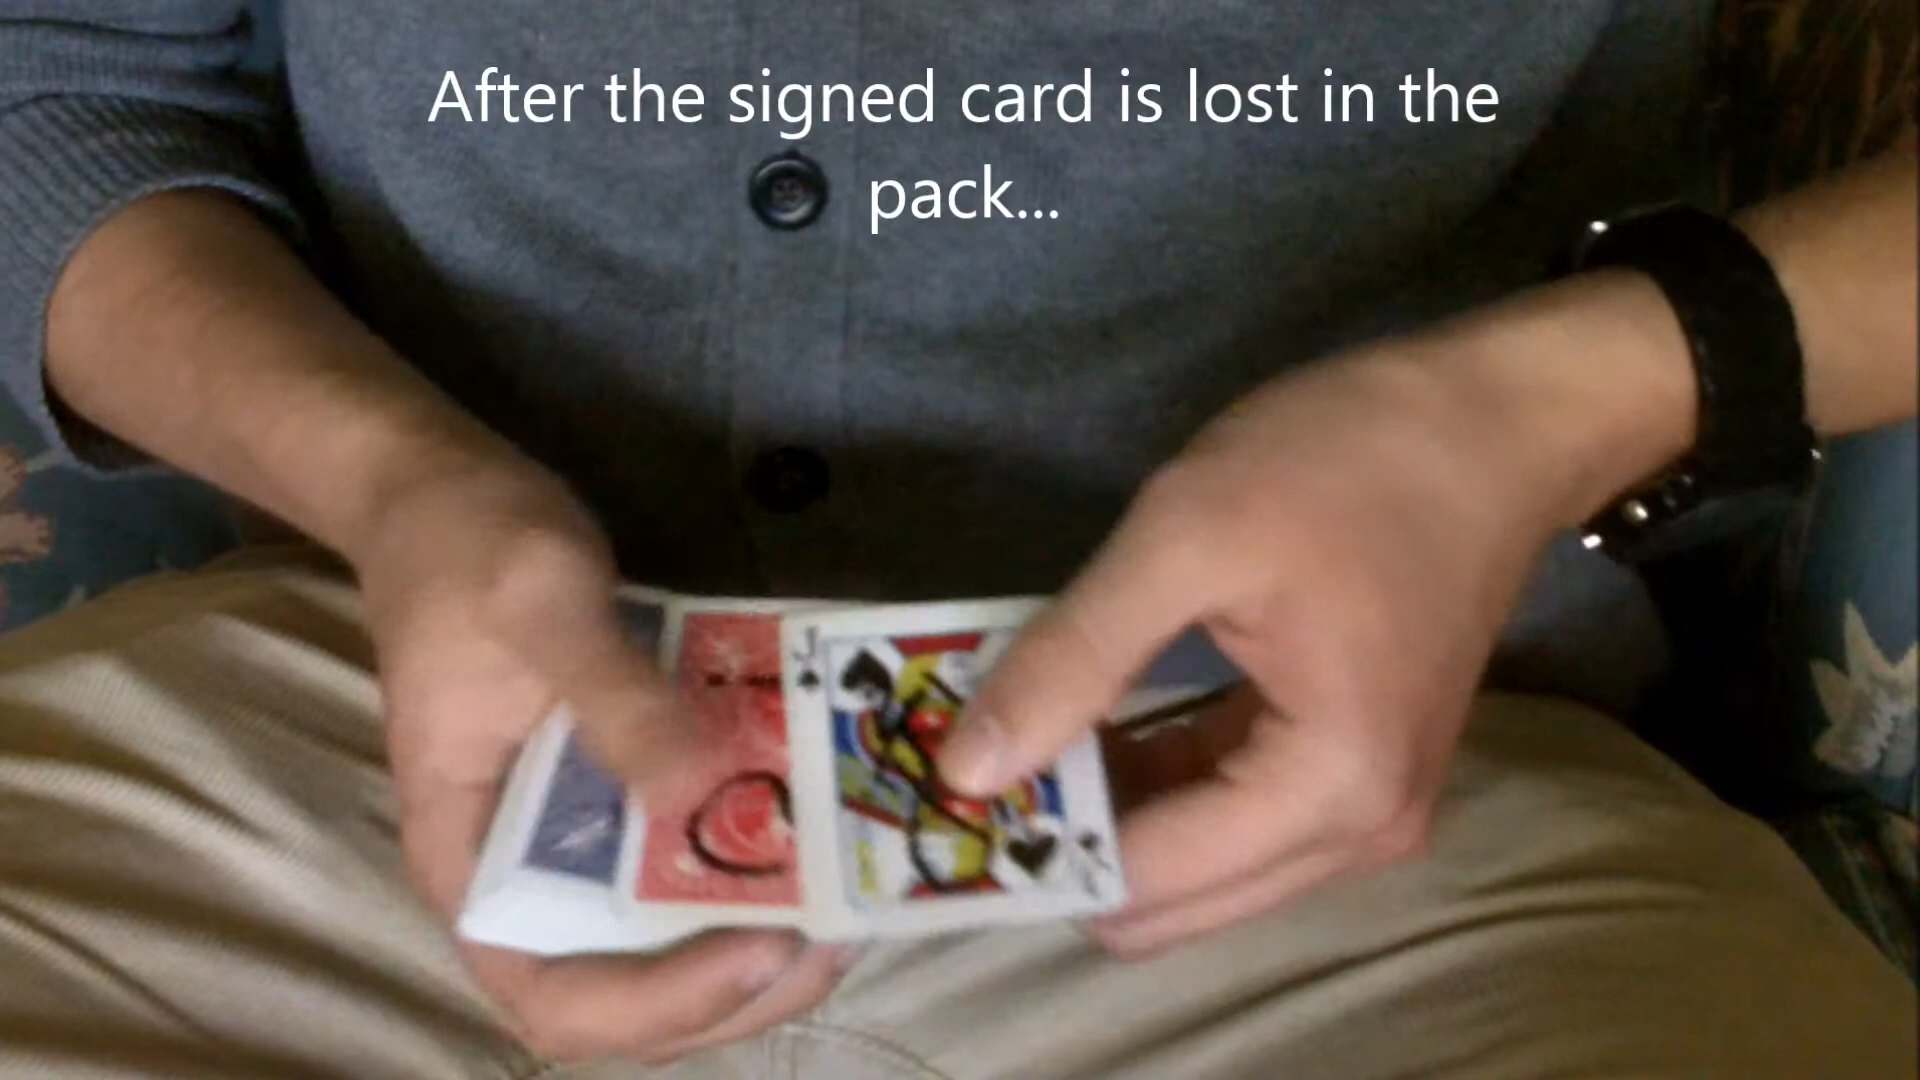 After the signed card is lost in the
pack...
J